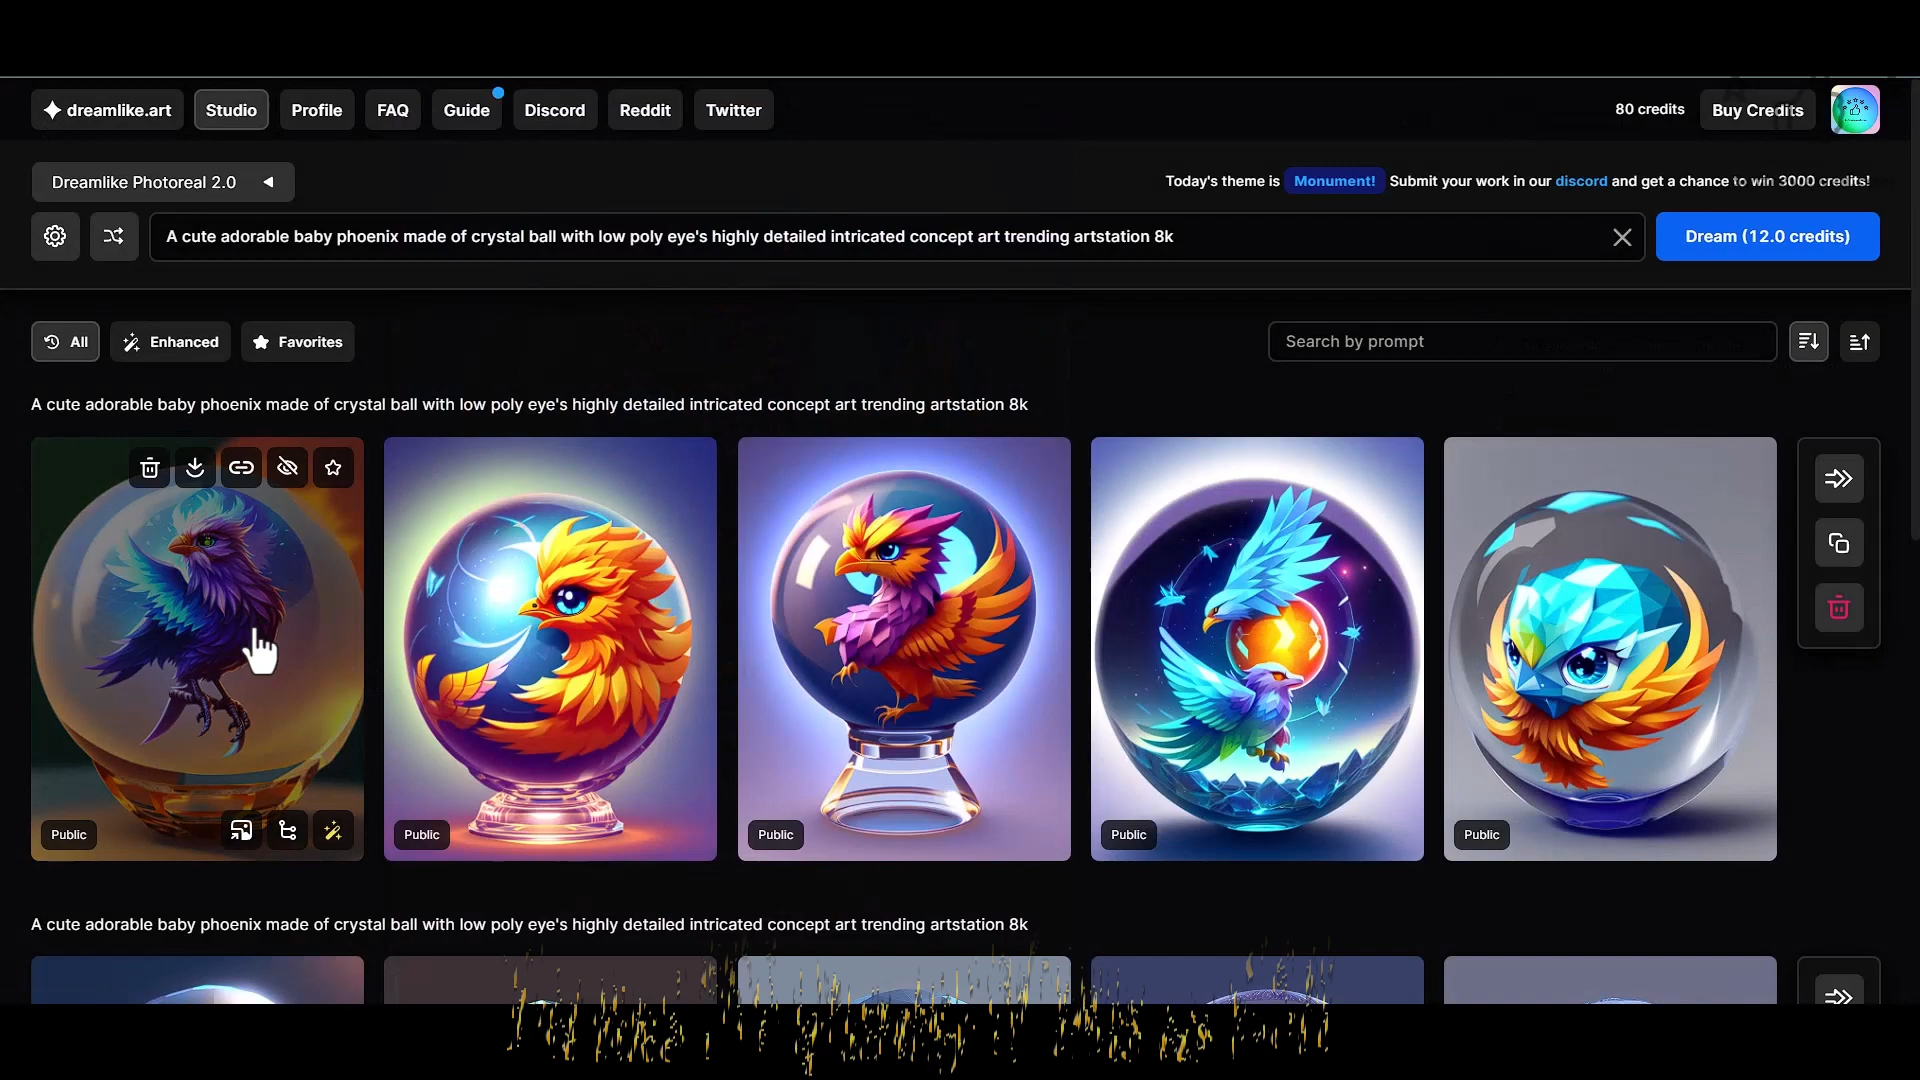 dreamlike.art Studio Profile FAQ Guide Discord Reddit Twitter 80 credits Buy Credits
Dreamlike Photoreal 2.0 Today's theme is Monument! Submit your work in our discord and get a chance to win 3000 credits!
A cute adorable baby phoenix made of crystal ball with low poly eye's highly detailed intricated concept art trending artstation 8k Dream (12.0 credits)
All Enhanced Favorites Search by prompt
A cute adorable baby phoenix made of crystal ball with low poly eye's highly detailed intricated concept art trending artstation 8k
Public Public Public Public Public
A cute adorable baby phoenix made of crystal ball with low poly eye's highly detailed intricated concept art trending artstation 8k